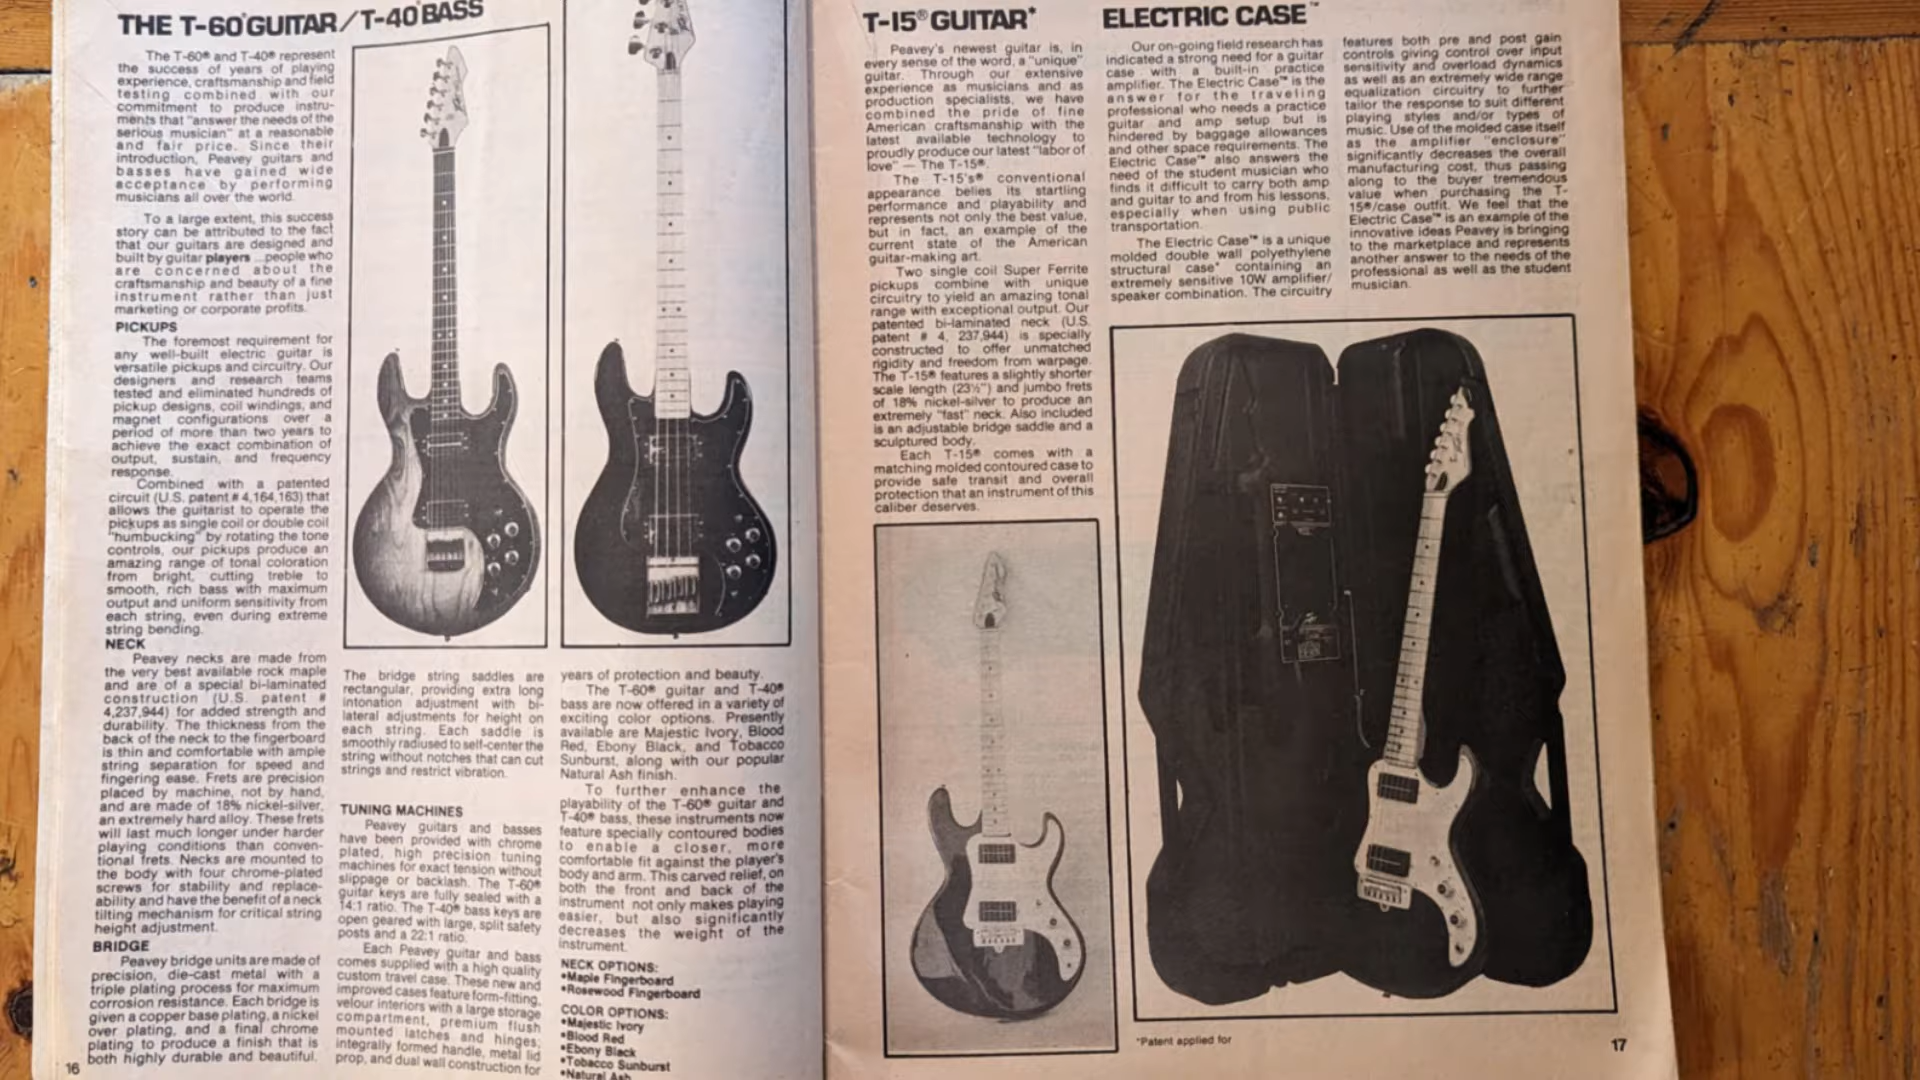 THE T-60® GUITAR/T-40® BASS
The T-60® and T-40® represent
the success of years of playing
experience, craftsmanship and field
testing combined with our
commitment to produce instru-
ments that "answer the needs of the
serious musician" at a reasonable
and fair price. Since their
introduction, Peavey guitars and
basses have gained wide
acceptance by performing
musicians all over the world.
To a large extent, this success
story can be attributed to the fact
that our guitars are designed and
built by guitar players ...people who
are concerned about the
craftsmanship and beauty of a fine
instrument rather than just
marketing or corporate profits.
PICKUPS
The foremost requirement for
any well-built electric guitar is
versatile pickups and circuitry. Our
designers and research teams
tested and eliminated hundreds of
pickup designs, coil windings, and
magnet configurations over a
period of more than two years to
achieve the exact combination of
output, sustain, and frequency
response.
Combined with a patented
circuit (U.S. patent # 4,164,163) that
allows the guitarist to operate the
pickups as single coil or double coil
"humbucking" by rotating the tone
controls, our pickups produce an
amazing range of tonal coloration
from bright, cutting treble to
smooth, rich bass with maximum
output and uniform sensitivity from
each string, even during extreme
string bending.
NECK
Peavey necks are made from
the very best available rock maple
and are of a special bi-laminated
construction (U.S. patent #
4,237,944) for added strength and
durability. The thickness from the
back of the neck to the fingerboard
is thin and comfortable with ample
string separation for speed and
fingering ease. Frets are precision
placed by machine, not by hand,
and are made of 18% nickel-silver,
an extremely hard alloy. These frets
will last much longer under harder
playing conditions than conven-
tional frets. Necks are mounted to
the body with four chrome-plated
screws for stability and replace-
ability and have the benefit of a neck
tilting mechanism for critical string
height adjustment.
BRIDGE
Peavey bridge units are made of
precision, die-cast metal with a
triple plating process for maximum
corrosion resistance. Each bridge is
given a copper base plating, a nickel
over plating, and a final chrome
plating to produce a finish that is
both highly durable and beautiful.
16
The bridge string saddles are
rectangular, providing extra long
intonation adjustment with bi-
lateral adjustments for height on
each string. Each saddle is
smoothly radiused to self-center the
string without notches that can cut
strings and restrict vibration.
TUNING MACHINES
Peavey guitars and basses
have been provided with chrome
plated, high precision tuning
machines for exact tension without
slippage or backlash. The T-60®
guitar keys are fully sealed with a
14:1 ratio. The T-40® bass keys are
open geared with large, split safety
posts and a 22:1 ratio.
Each Peavey guitar and bass
comes supplied with a high quality
custom travel case. These new and
improved cases feature form-fitting,
velour interiors with a large storage
compartment, premium flush
mounted latches and hinges;
integrally formed handle, metal lid
prop, and dual wall construction for
years of protection and beauty.
The T-60® guitar and T-40®
bass are now offered in a variety of
exciting color options. Presently
available are Majestic Ivory, Blood
Red, Ebony Black, and Tobacco
Sunburst, along with our popular
Natural Ash finish.
To further enhance the
playability of the T-60® guitar and
T-40® bass, these instruments now
feature specially contoured bodies
to enable a closer, more
comfortable fit against the player's
body and arm. This carved relief, on
both the front and back of the
instrument not only makes playing
easier, but also significantly
decreases the weight of the
instrument.
NECK OPTIONS:
•Maple Fingerboard
•Rosewood Fingerboard
COLOR OPTIONS:
•Majestic Ivory
•Blood Red
•Ebony Black
•Tobacco Sunburst
•Natural Ash
T-15® GUITAR*
Peavey's newest guitar is, in
every sense of the word, a "unique"
guitar. Through our extensive
experience as musicians and as
production specialists, we have
combined the pride of fine
American craftsmanship with the
latest available technology to
proudly produce our latest "labor of
love" — The T-15®.
The T-15's® conventional
appearance belies its startling
performance and playability and
represents not only the best value,
but in fact, an example of the
current state of the American
guitar-making art.
Two single coil Super Ferrite
pickups combine with unique
circuitry to yield an amazing tonal
range with exceptional output. Our
patented bi-laminated neck (U.S.
patent # 4, 237,944) is specially
constructed to offer unmatched
rigidity and freedom from warpage.
The T-15® features a slightly shorter
scale length (23½") and jumbo frets
of 18% nickel-silver to produce an
extremely "fast" neck. Also included
is an adjustable bridge saddle and a
sculptured body.
Each T-15® comes with a
matching molded contoured case to
provide safe transit and overall
protection that an instrument of this
caliber deserves.
ELECTRIC CASE™
Our on-going field research has
indicated a strong need for a guitar
case with a built-in practice
amplifier. The Electric Case™ is the
answer for the traveling
professional who needs a practice
guitar and amp setup but is
hindered by baggage allowances
and other space requirements. The
Electric Case™ also answers the
need of the student musician who
finds it difficult to carry both amp
and guitar to and from his lessons,
especially when using public
transportation.
The Electric Case™ is a unique
molded double wall polyethylene
structural case* containing an
extremely sensitive 10W amplifier/
speaker combination. The circuitry
features both pre and post gain
controls giving control over input
sensitivity and overload dynamics
as well as an extremely wide range
equalization circuitry to further
tailor the response to suit different
playing styles and/or types of
music. Use of the molded case itself
as the amplifier "enclosure"
significantly decreases the overall
manufacturing cost, thus passing
along to the buyer tremendous
value when purchasing the T-
15®/case outfit. We feel that the
Electric Case™ is an example of the
innovative ideas Peavey is bringing
to the marketplace and represents
another answer to the needs of the
professional as well as the student
musician.
*Patent applied for
17